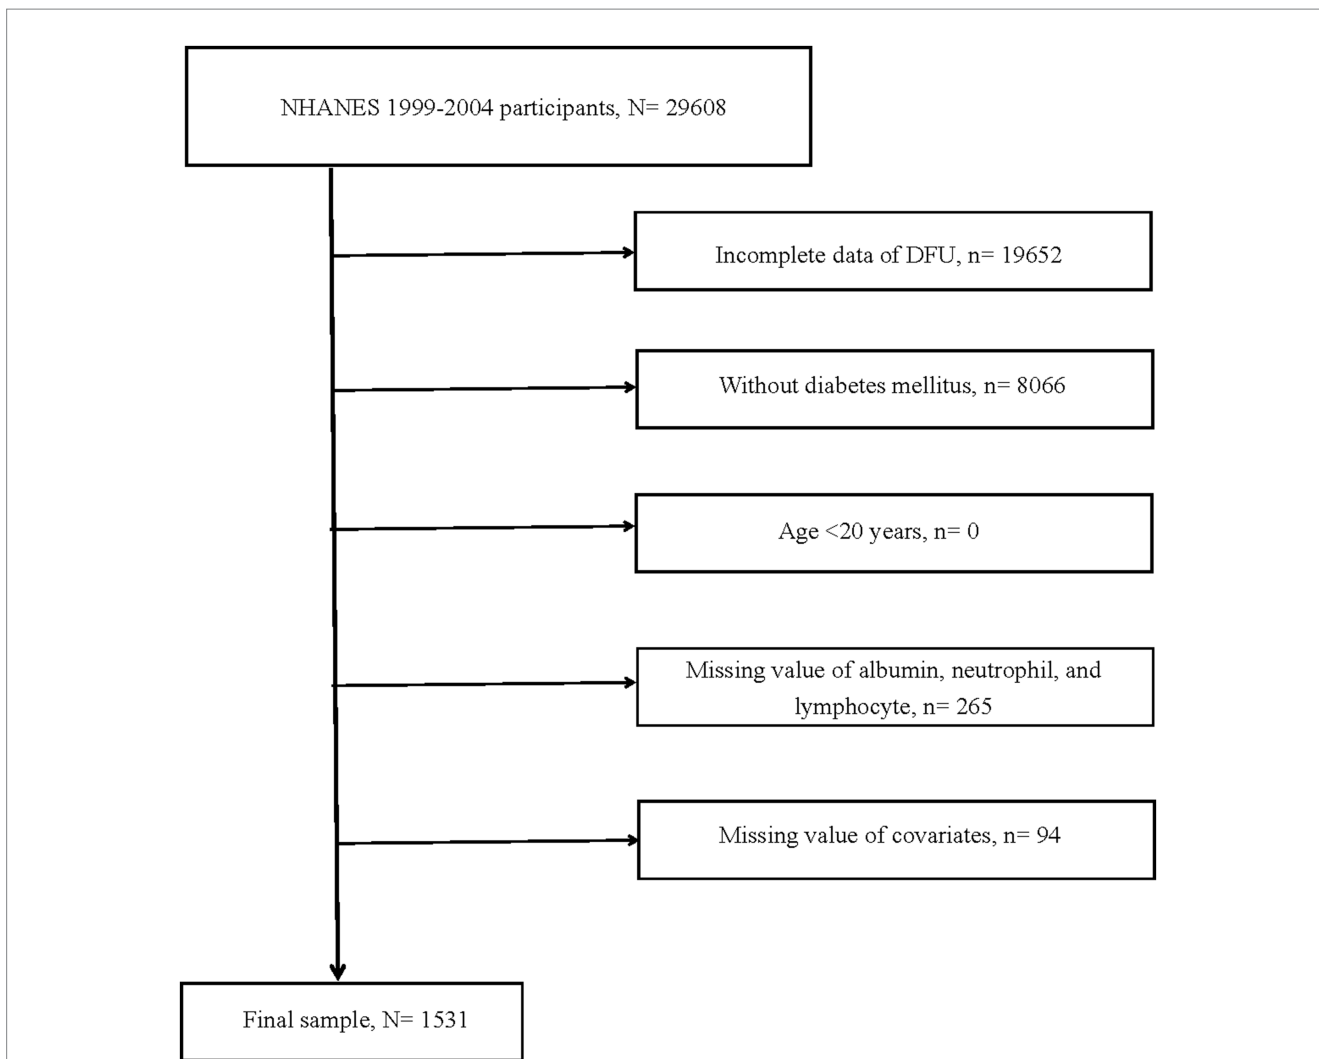 NHANES 1999-2004 participants, N= 29608
Incomplete data of DFU, n= 19652
Without diabetes mellitus, n= 8066
Age <20 years, n= 0
Missing value of albumin, neutrophil, and
lymphocyte, n= 265
Missing value of covariates, n= 94
Final sample, N= 1531